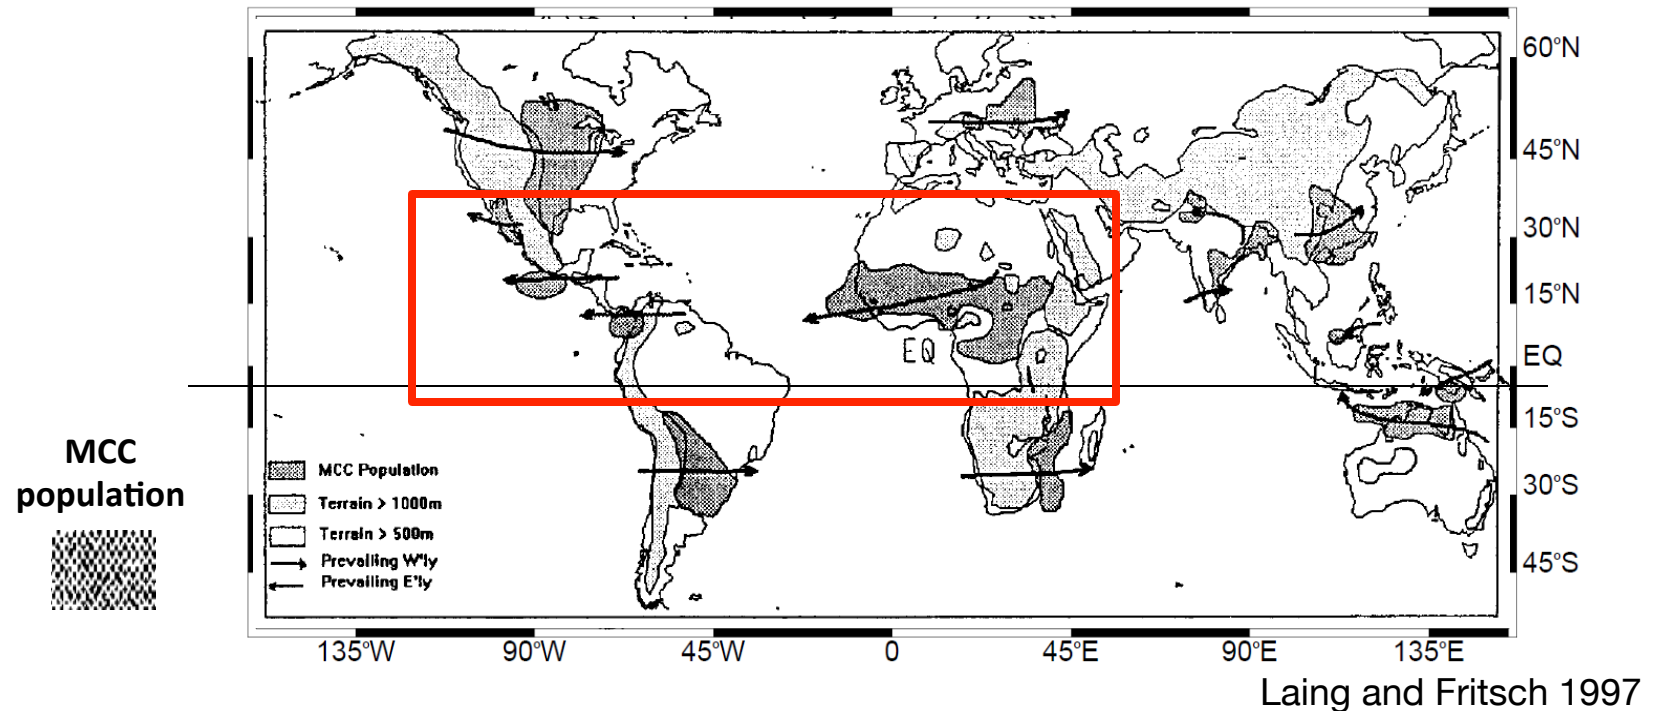 60°N
45°N
30°N
15°N
EQ
EQ
15°S
30°S
45°S
MCC
population
MCC Population
Terrain > 1000m
Terrain > 500m
Prevailing W'ly
Prevailing E'ly
135°W 90°W 45°W 0 45°E 90°E 135°E
Laing and Fritsch 1997